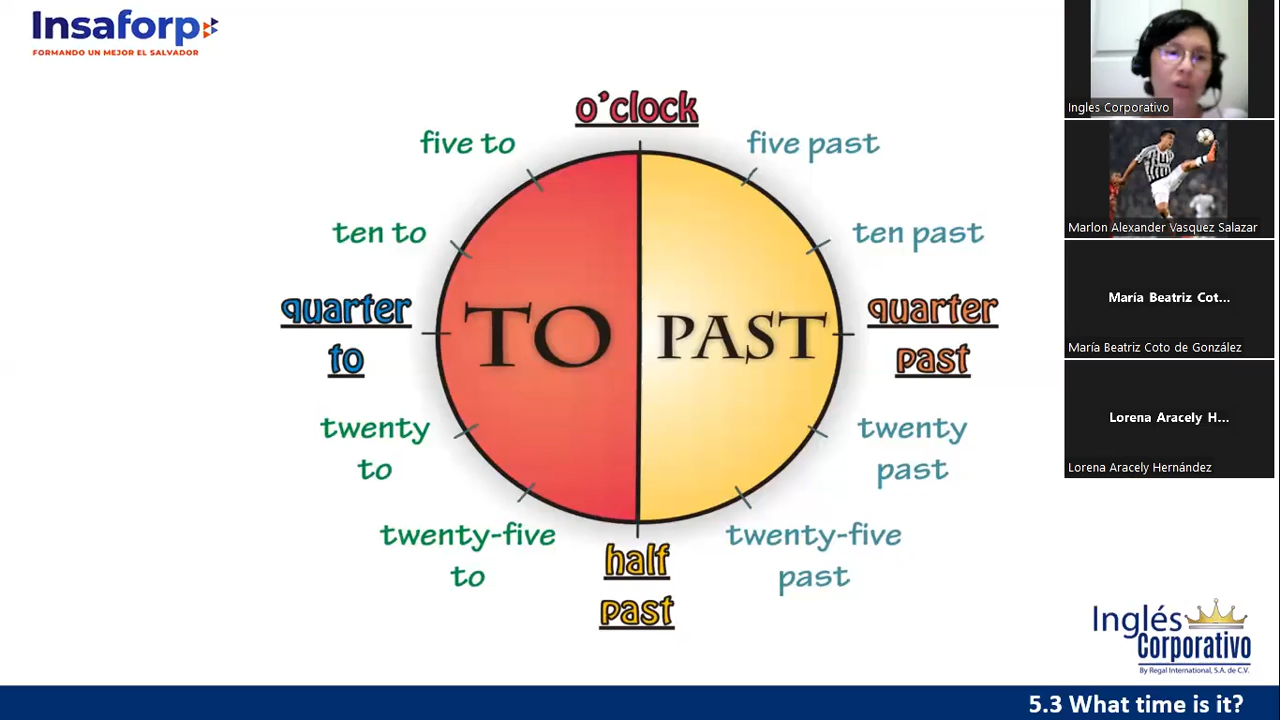 Insaforp
FORMANDO UN MEJOR EL SALVADOR
o'clock
five to
five past
ten to
ten past
quarter
to
quarter
past
TO
PAST
twenty
to
twenty
past
twenty-five
to
twenty-five
past
half
past
Ingles Corporativo
Marlon Alexander Vasquez Salazar
María Beatriz Cot...
María Beatriz Coto de González
Lorena Aracely H...
Lorena Aracely Hernández
Inglés
Corporativo
By Regal International, S.A. de C.V.
5.3 What time is it?